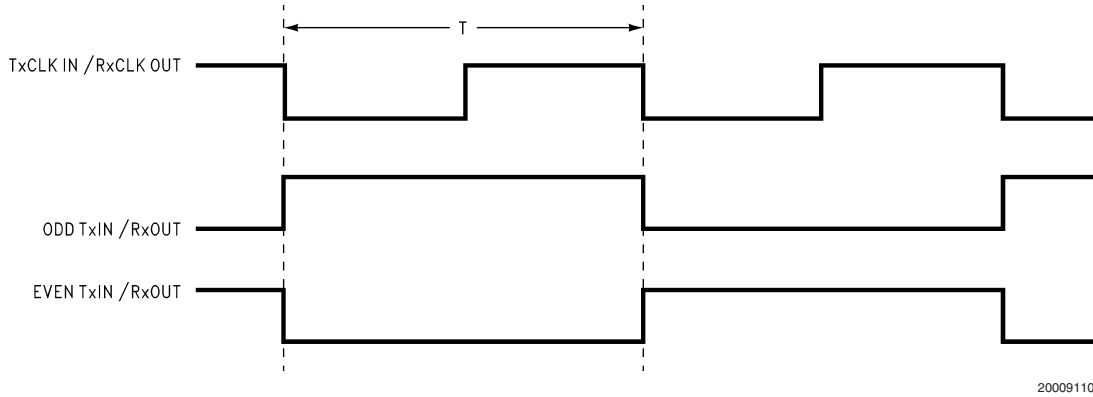 T
TxCLK IN /RxCLK OUT
ODD TxIN /RxOUT
EVEN TxIN /RxOUT
20009110